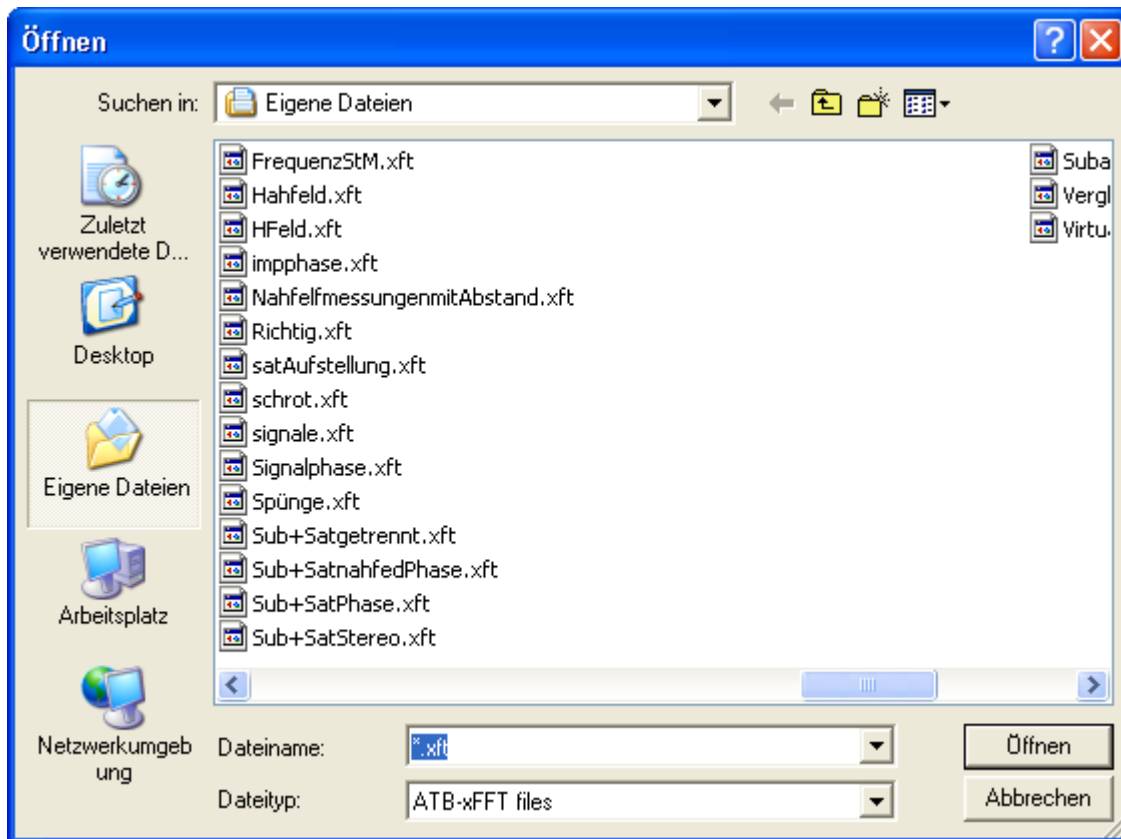 Öffnen
Suchen in:
Eigene Dateien
Zuletzt
verwendete D...
Desktop
Eigene Dateien
Arbeitsplatz
Netzwerkumgeb
ung
FrequenzStM.xft
Hahfeld.xft
HFeld.xft
impphase.xft
NahfelfmessungenmitAbstand.xft
Richtig.xft
satAufstellung.xft
schrot.xft
signale.xft
Signalphase.xft
Spünge.xft
Sub+Satgetrennt.xft
Sub+SatnahfedPhase.xft
Sub+SatPhase.xft
Sub+SatStereo.xft
Suba
Vergl
Virtu
Dateiname:
*.xft
Öffnen
Dateityp:
ATB-xFFT files
Abbrechen